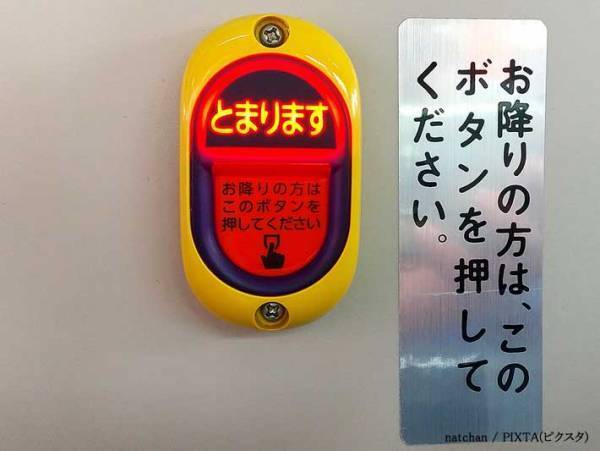 とまります
お降りの方は
このボタンを
押してください
お降りの方は、この
ボタンを押して
ください。
natchan / PIXTA(ピクスタ)